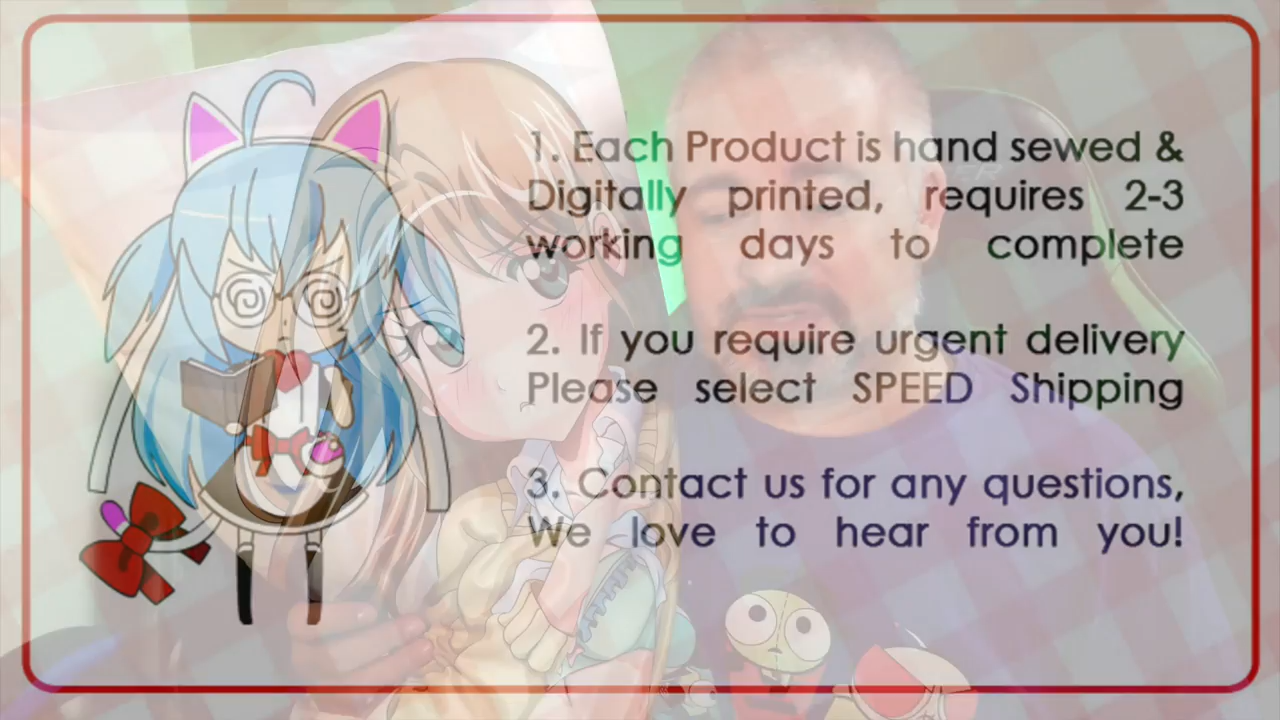 1. Each Product is hand sewed &
Digitally printed, requires 2-3
working days to complete
2. If you require urgent delivery
Please select SPEED Shipping
3. Contact us for any questions,
We love to hear from you!